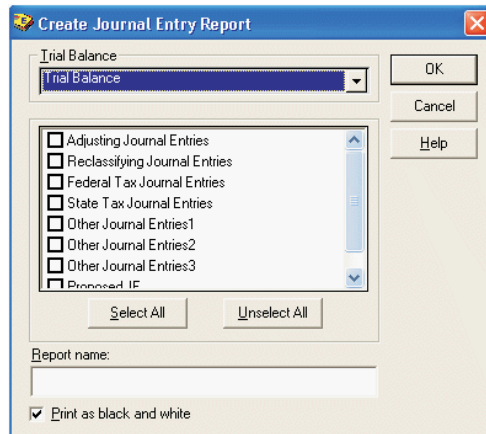 Create Journal Entry Report
Trial Balance
Trial Balance
OK
Cancel
Help
Adjusting Journal Entries
Reclassifying Journal Entries
Federal Tax Journal Entries
State Tax Journal Entries
Other Journal Entries1
Other Journal Entries2
Other Journal Entries3
Proposed JE
Select All
Unselect All
Report name:
Print as black and white